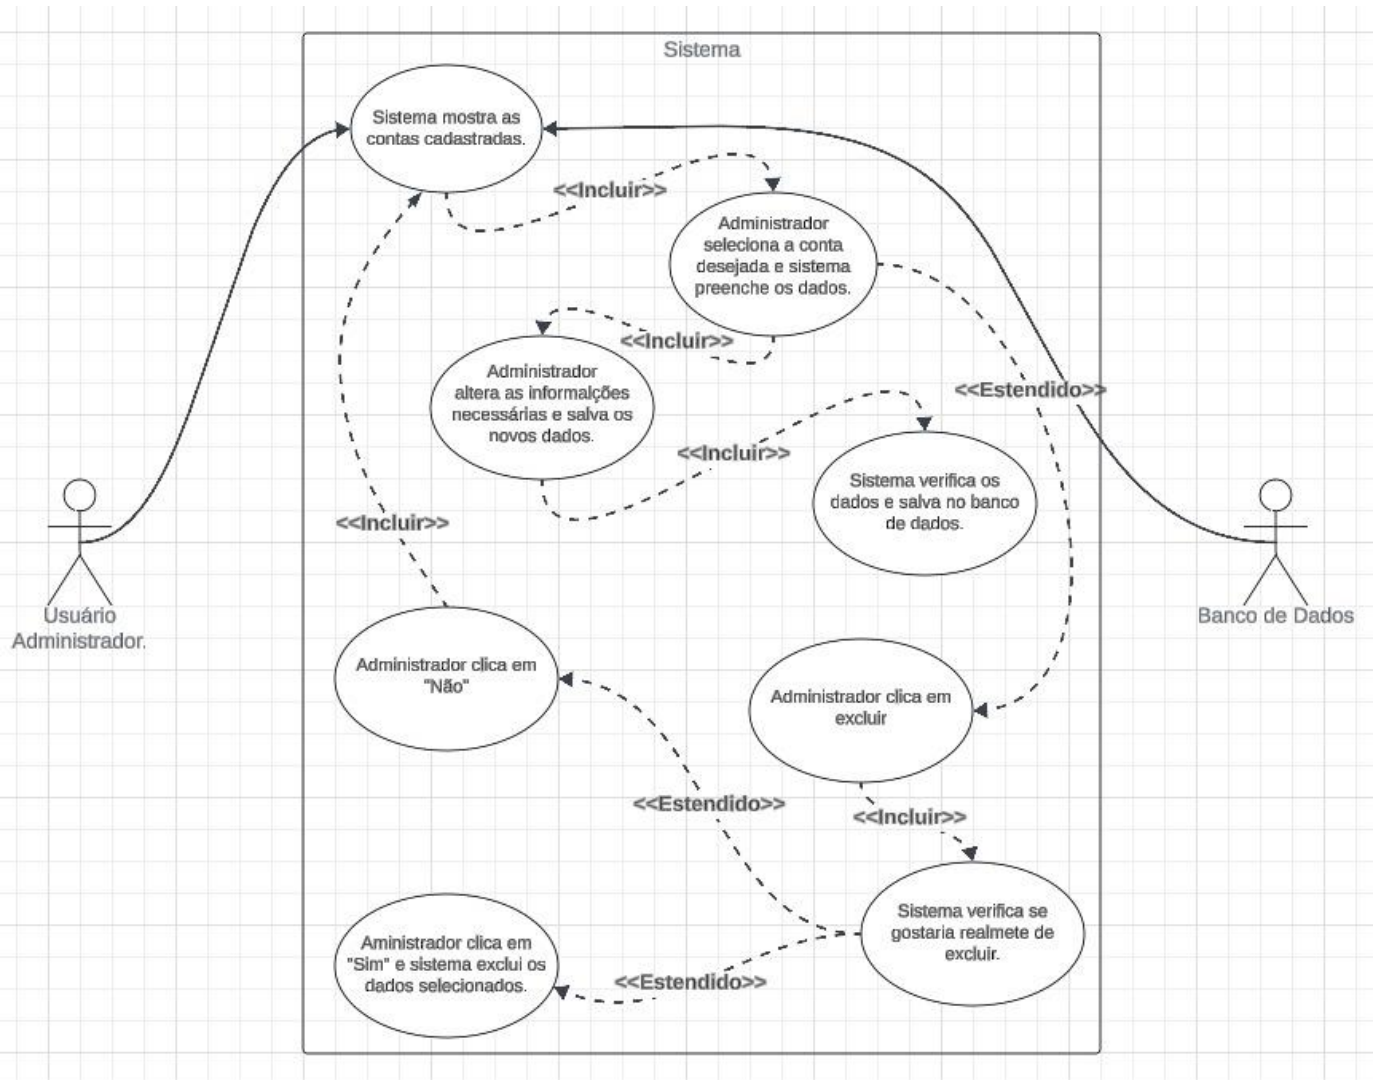 Sistema
Sistema mostra as
contas cadastradas.
<<Incluir>>
Administrador
seleciona a conta
desejada e sistema
preenche os dados.
<<Incluir>>
Administrador
altera as informalções
necessárias e salva os
novos dados.
<<Estendido>>
<<Incluir>>
Sistema verifica os
dados e salva no banco
de dados.
<<Incluir>>
Usuário
Administrador.
Banco de Dados
Administrador clica em
"Não"
Administrador clica em
excluir
<<Estendido>>
<<Incluir>>
Sistema verifica se
gostaria realmete de
excluir.
Aministrador clica em
"Sim" e sistema exclui os
dados selecionados.
<<Estendido>>